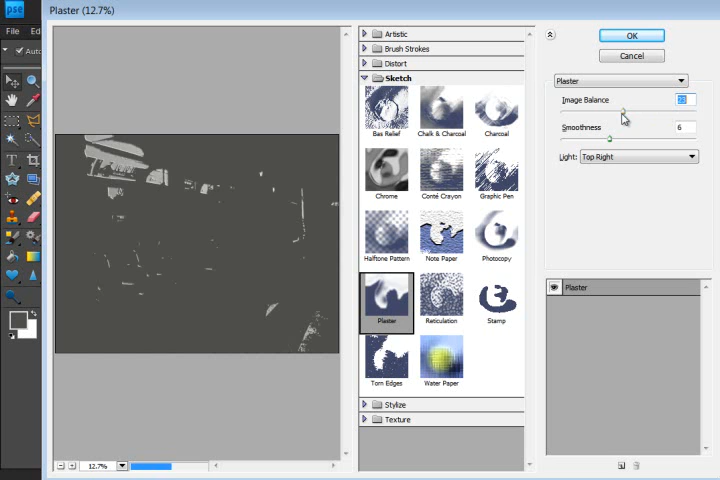 pse
Plaster (12.7%)
File Ed
Auto
Artistic
Brush Strokes
Distort
Sketch
Bas Relief Chalk & Charcoal Charcoal
Chrome Conté Crayon Graphic Pen
Halftone Pattern Note Paper Photocopy
Plaster Reticulation Stamp
Torn Edges Water Paper
Stylize
Texture
12.7%
OK
Cancel
Plaster
Image Balance 23
Smoothness 6
Light: Top Right
Plaster